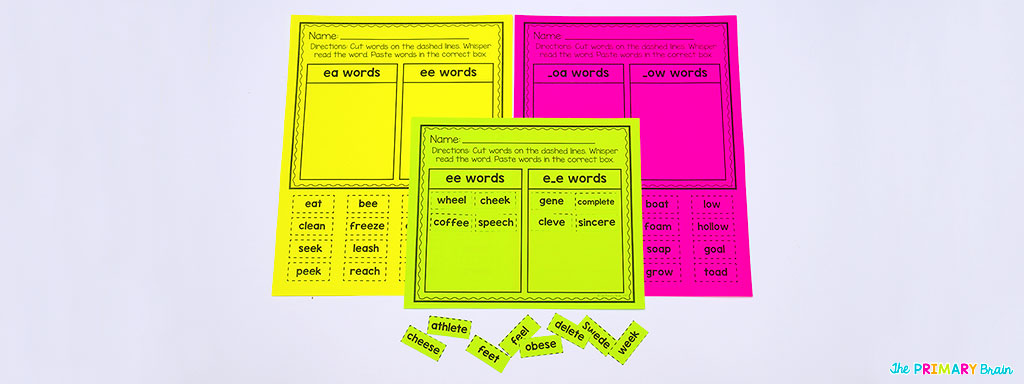 Name:
Directions: Cut words on the dashed lines. Whisper
read the word. Paste words in the correct box.
ea words ee words
eat bee
clean freeze
seek leash
peek reach
Name:
Directions: Cut words on the dashed lines. Whisper
read the word. Paste words in the correct box.
_oa words _ow words
boat low
foam hollow
soap goal
grow toad
Name:
Directions: Cut words on the dashed lines. Whisper
read the word. Paste words in the correct box.
ee words e_e words
wheel cheek gene complete
coffee speech cleve sincere
cheese
athlete
feet
feel
obese
delete
Swede
week
The PRIMARY Brain